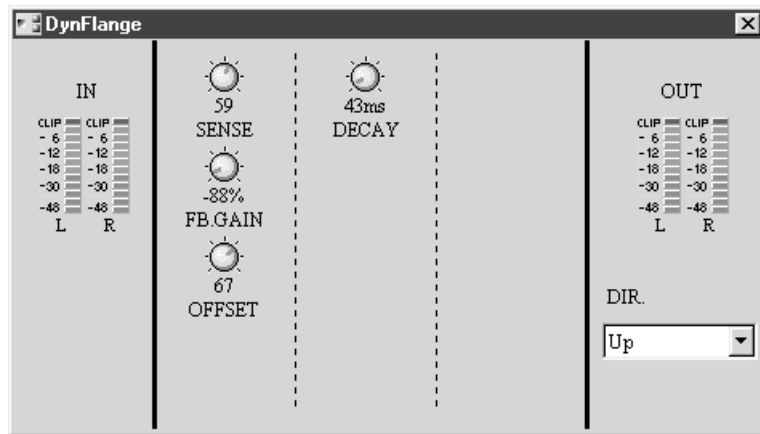 DynFlange
IN
CLIP CLIP
- 6 - 6
-12 -12
-18 -18
-30 -30
-48 -48
L R
59
SENSE
-88%
FB.GAIN
67
OFFSET
43ms
DECAY
OUT
CLIP CLIP
- 6 - 6
-12 -12
-18 -18
-30 -30
-48 -48
L R
DIR.
Up